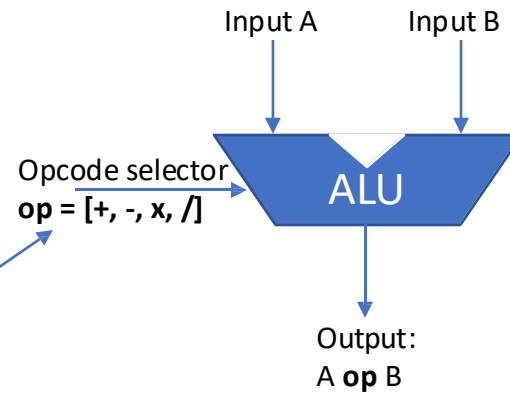 Input A
Input B
Opcode selector
op = [+, -, x, /]
ALU
Output:
A op B